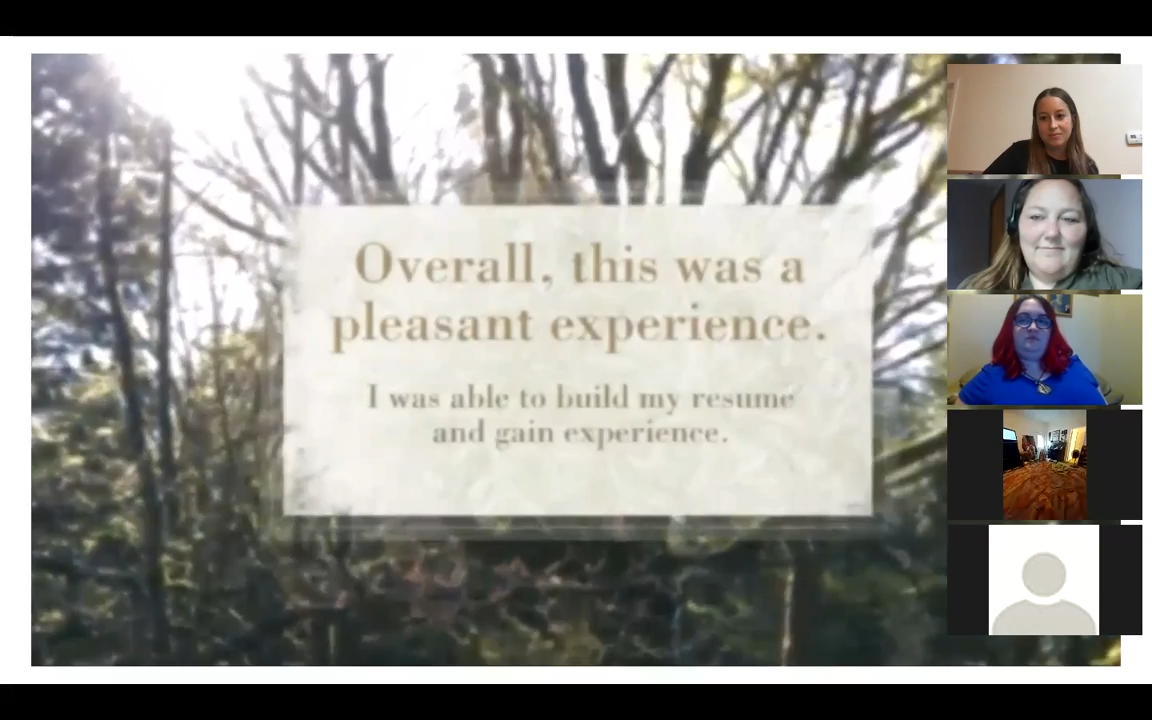 Overall, this was a
pleasant experience.
I was able to build my resume
and gain experience.